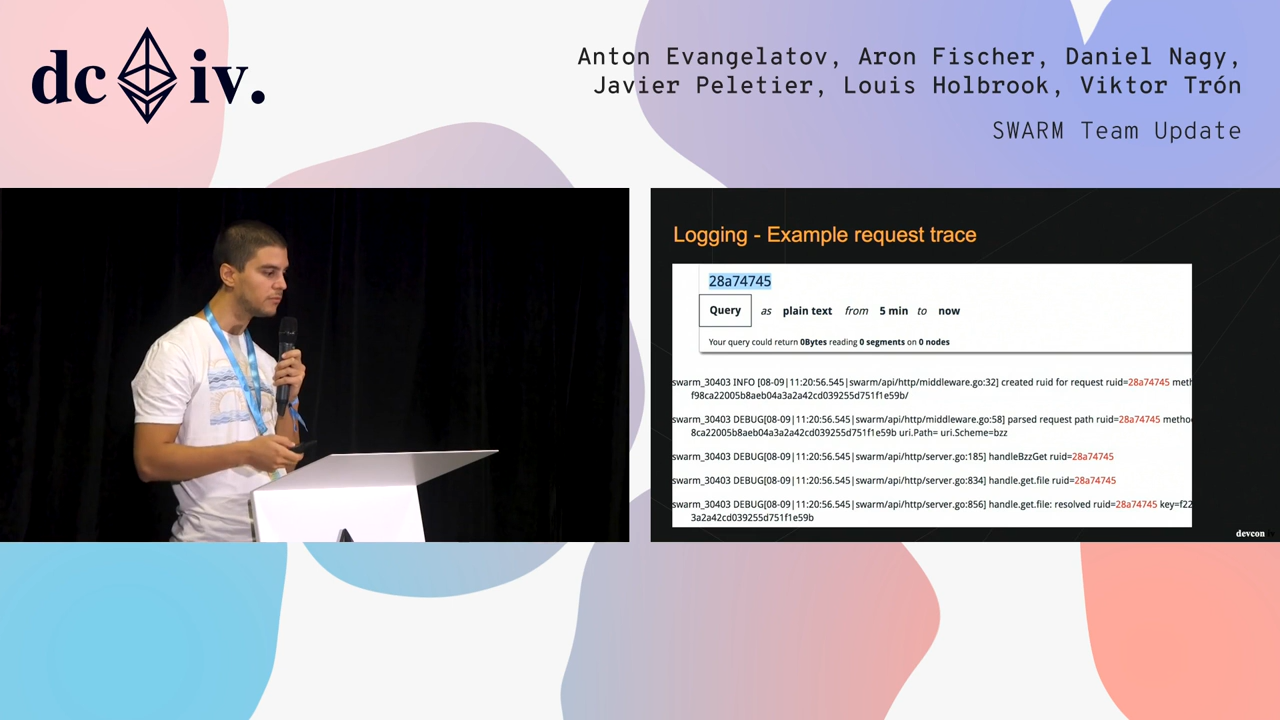 dc iv.
Anton Evangelatov, Aron Fischer, Daniel Nagy,
Javier Peletier, Louis Holbrook, Viktor Trón
SWARM Team Update
Logging - Example request trace
28a74745
Query as plain text from 5 min to now
Your query could return 0Bytes reading 0 segments on 0 nodes
swarm_30403 INFO [08-09|11:20:56.545|swarm/api/http/middleware.go:32] created ruid for request ruid=28a74745 meth
f98ca22005b8aeb04a3a2a42cd039255d751f1e59b/
swarm_30403 DEBUG[08-09|11:20:56.545|swarm/api/http/middleware.go:58] parsed request path ruid=28a74745 metho
8ca22005b8aeb04a3a2a42cd039255d751f1e59b uri.Path= uri.Scheme=bzz
swarm_30403 DEBUG[08-09|11:20:56.545|swarm/api/http/server.go:185] handleBzzGet ruid=28a74745
swarm_30403 DEBUG[08-09|11:20:56.545|swarm/api/http/server.go:834] handle.get.file ruid=28a74745
swarm_30403 DEBUG[08-09|11:20:56.545|swarm/api/http/server.go:856] handle.get.file: resolved ruid=28a74745 key=f22
3a2a42cd039255d751f1e59b
devcon